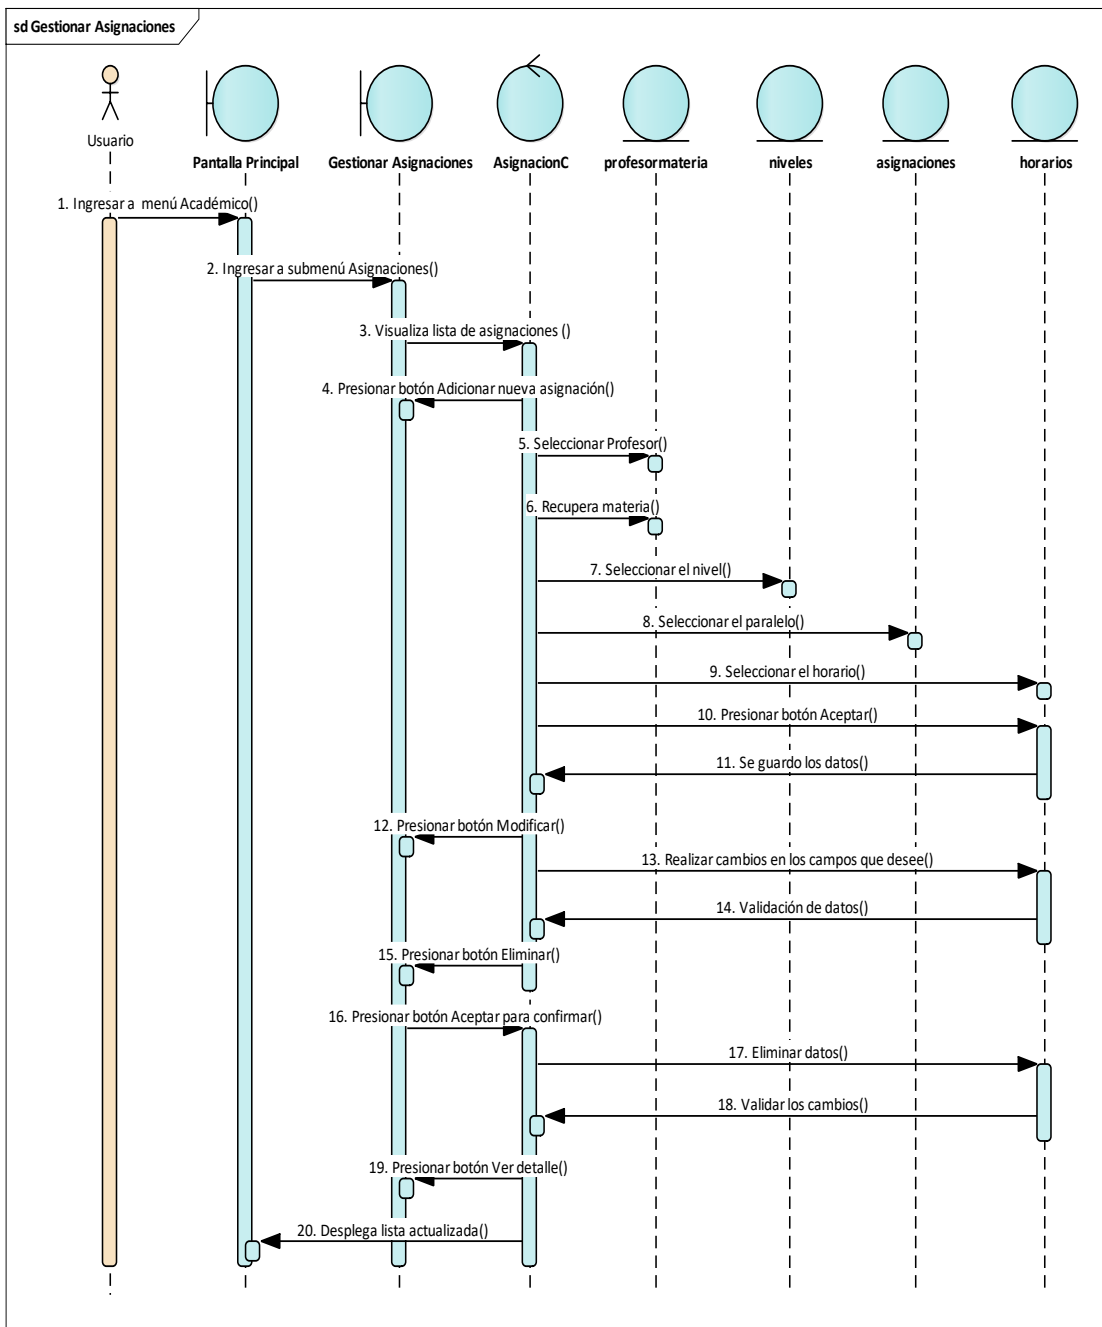 sd Gestionar Asignaciones
Usuario
Pantalla Principal
Gestionar Asignaciones
AsignacionC
profesormateria
niveles
asignaciones
horarios
1. Ingresar a menú Académico()
2. Ingresar a submenú Asignaciones()
3. Visualiza lista de asignaciones ()
4. Presionar botón Adicionar nueva asignación()
5. Seleccionar Profesor()
6. Recupera materia()
7. Seleccionar el nivel()
8. Seleccionar el paralelo()
9. Seleccionar el horario()
10. Presionar botón Aceptar()
11. Se guardo los datos()
12. Presionar botón Modificar()
13. Realizar cambios en los campos que desee()
14. Validación de datos()
15. Presionar botón Eliminar()
16. Presionar botón Aceptar para confirmar()
17. Eliminar datos()
18. Validar los cambios()
19. Presionar botón Ver detalle()
20. Desplega lista actualizada()